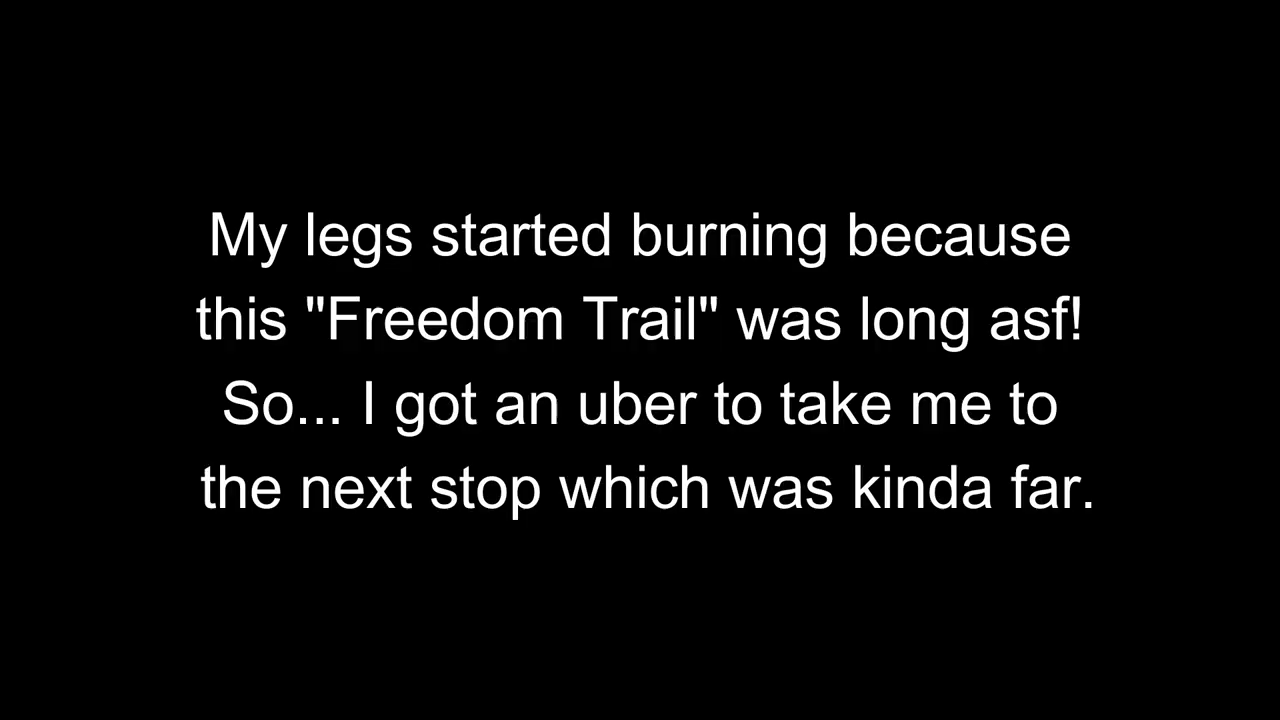 My legs started burning because
this "Freedom Trail" was long asf!
So... I got an uber to take me to
the next stop which was kinda far.